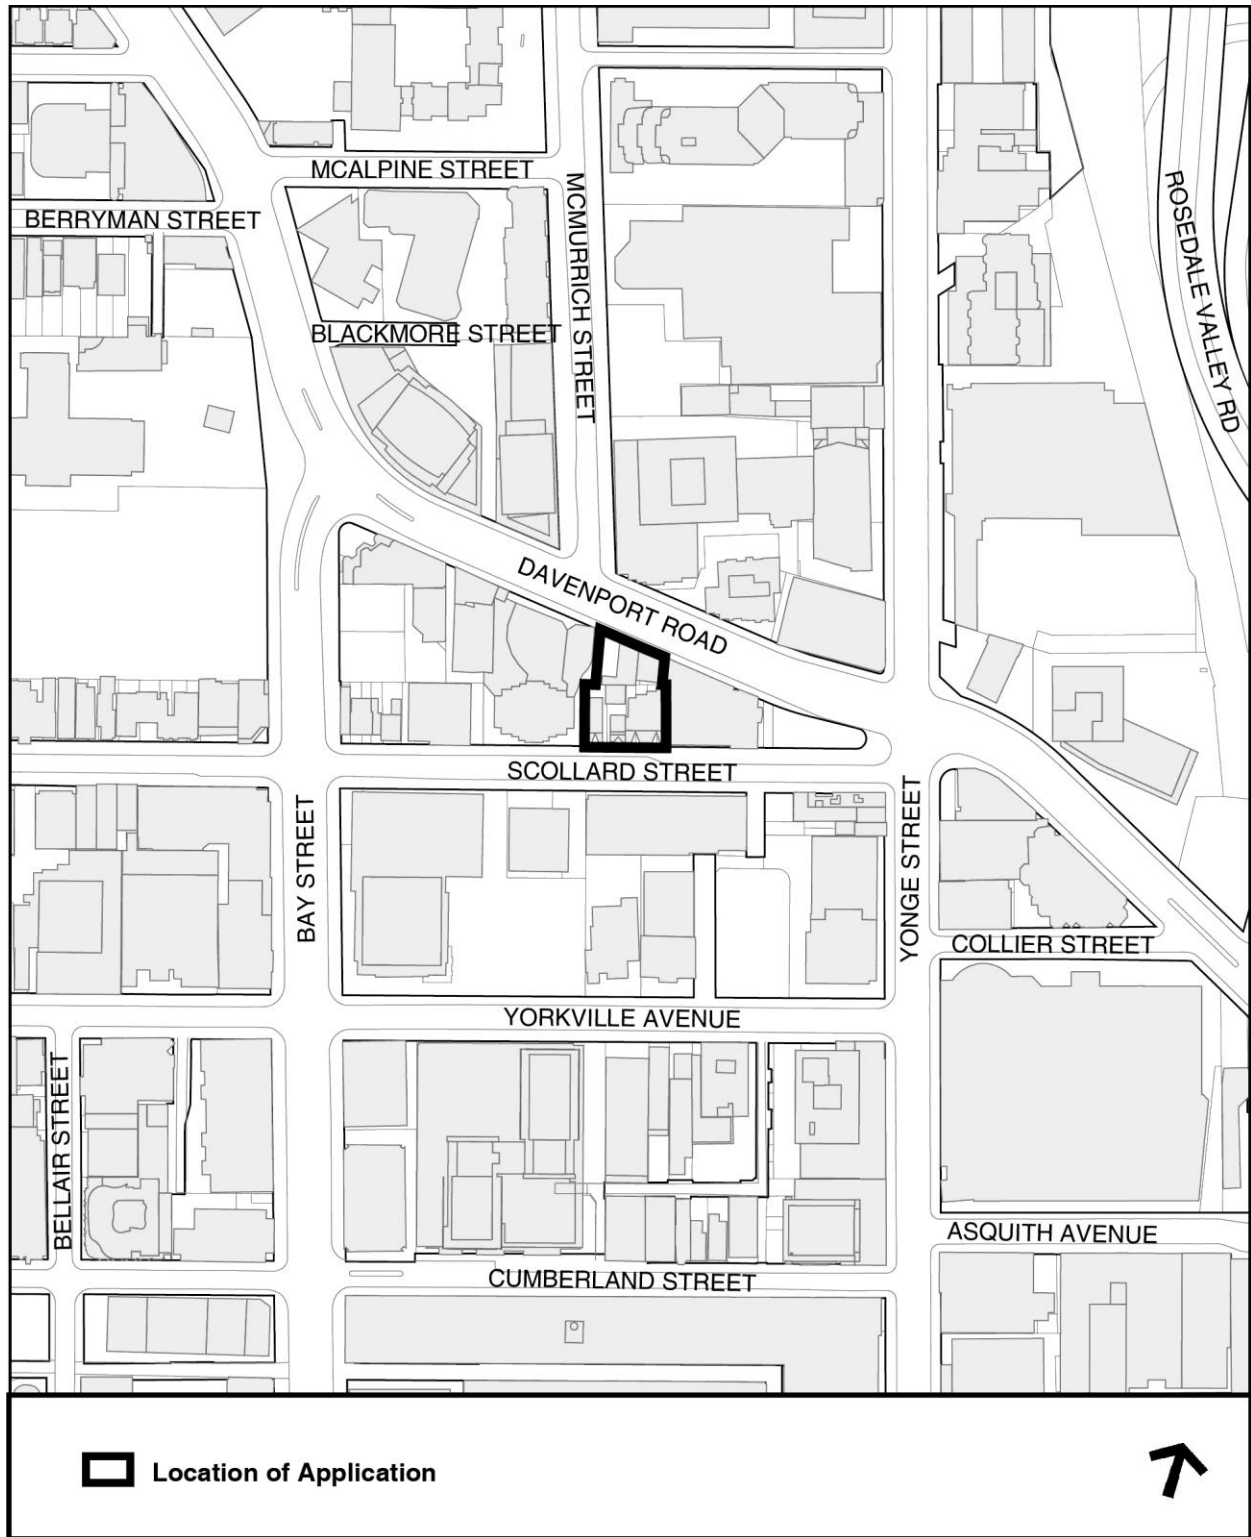 MCALPINE STREET
MCMURRICH STREET
ROSEDALE VALLEY RD
BERRYMAN STREET
BLACKMORE STREET
DAVENPORT ROAD
SCOLLARD STREET
BAY STREET
YONGE STREET
COLLIER STREET
YORKVILLE AVENUE
BELLAIR STREET
ASQUITH AVENUE
CUMBERLAND STREET
Location of Application